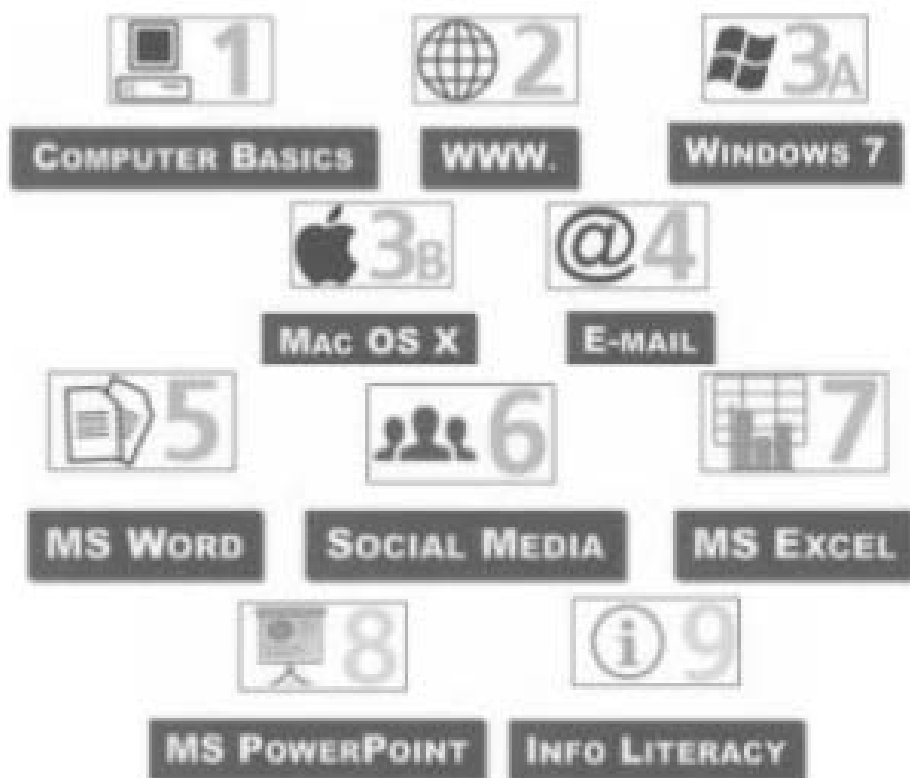 1
2
3A
COMPUTER BASICS
WWW.
WINDOWS 7
3B
@4
MAC OS X
E-MAIL
5
6
7
MS WORD
SOCIAL MEDIA
MS EXCEL
8
i 9
MS POWERPOINT
INFO LITERACY